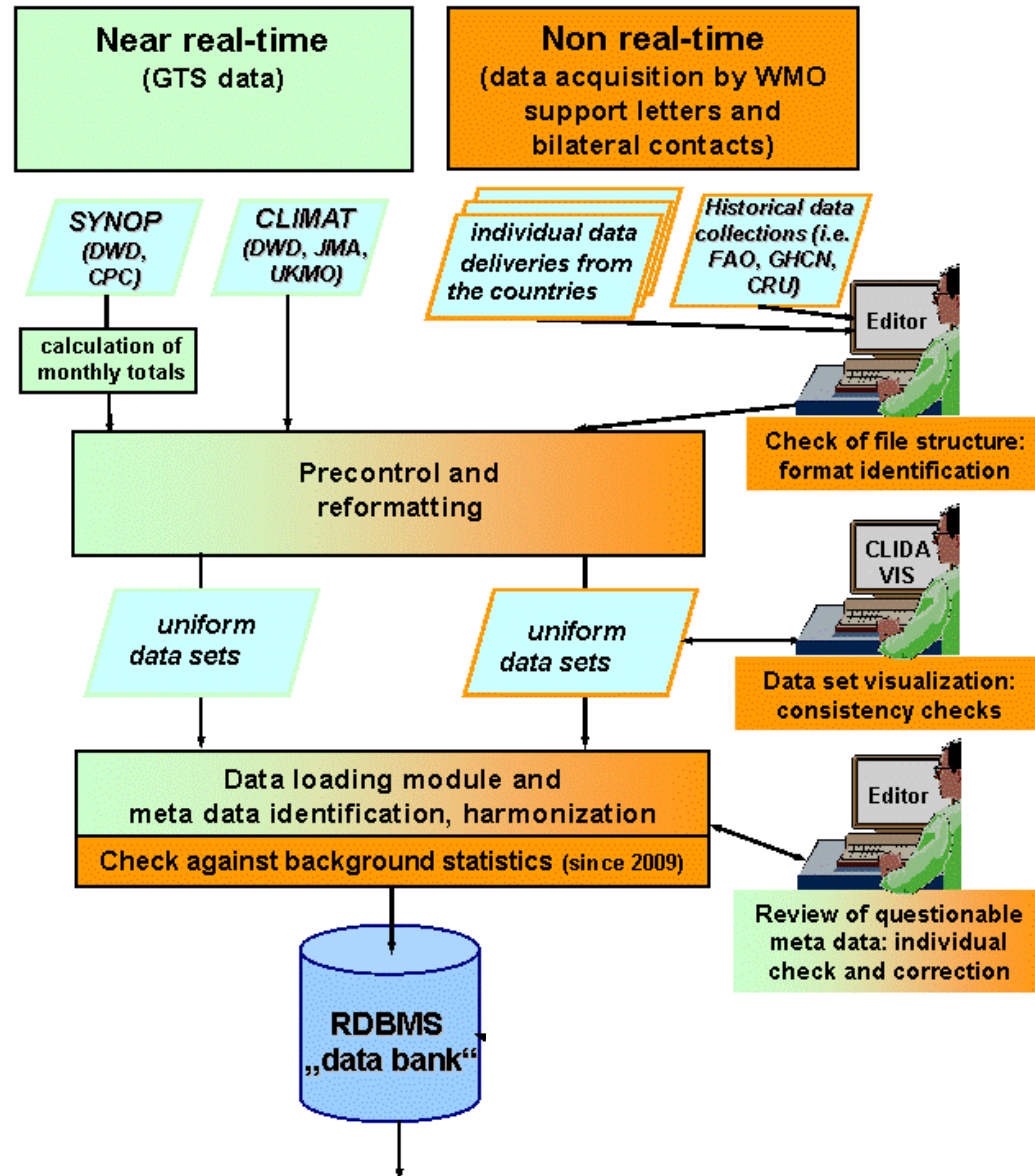 Near real-time
(GTS data)
Non real-time
(data acquisition by WMO
support letters and
bilateral contacts)
SYNOP
(DWD,
CPC)
CLIMAT
(DWD, JMA,
UKMO)
individual data
deliveries from
the countries
Historical data
collections (i.e.
FAO, GHCN,
CRU)
Editor
calculation of
monthly totals
Check of file structure:
format identification
Precontrol and
reformatting
CLIDA
VIS
uniform
data sets
uniform
data sets
Data set visualization:
consistency checks
Data loading module and
meta data identification, harmonization
Check against background statistics (since 2009)
Editor
Review of questionable
meta data: individual
check and correction
RDBMS
„data bank“